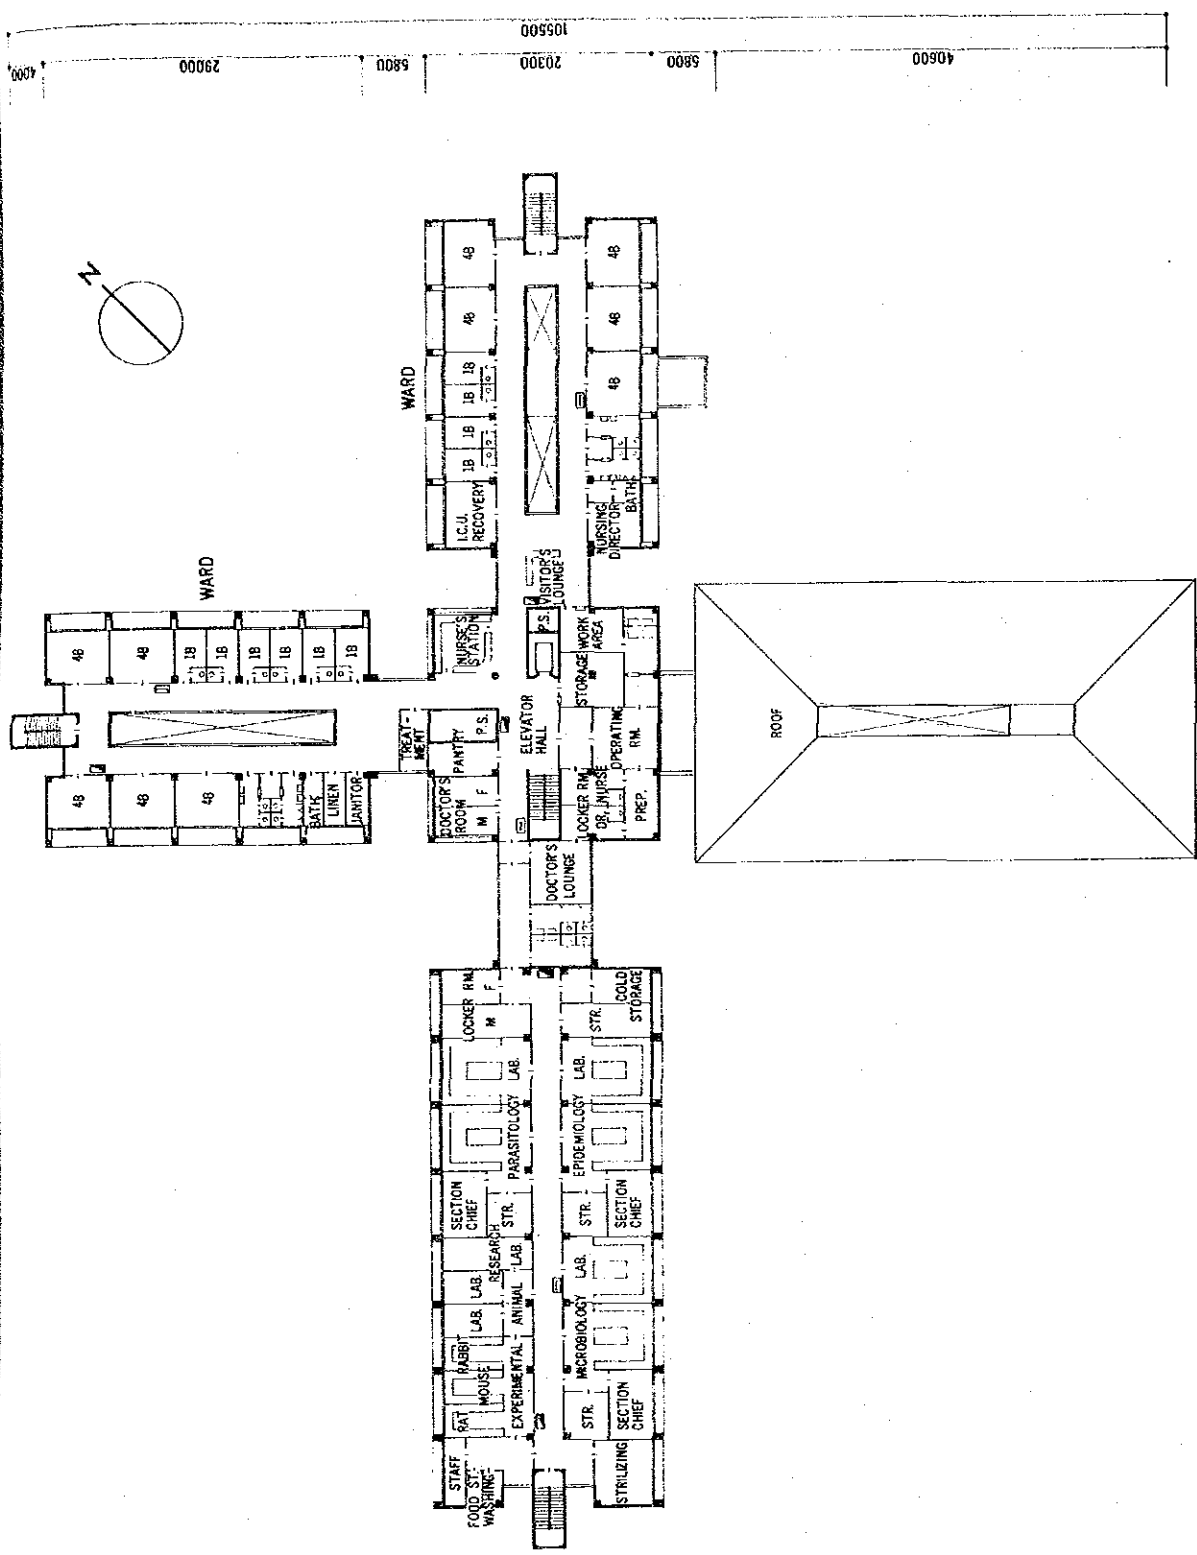 105500
4000
29000
5800
20300
5800
40600
N
WARD
WARD
4B
4B
1B
1B
1B
1B
1B
1B
4B
4B
4B
BATH
LINEN
JANITOR
TREAT-
MENT
4B
4B
1B
1B
1B
1B
I.C.U.
RECOVERY
4B
4B
4B
NURSING
DIRECTOR
BATH
VISITOR'S
LOUNGE
NURSE'S
STATION
P.S.
WORK
AREA
STORAGE
P.S.
PANTRY
ELEVATOR
HALL
OPERATING
RM.
DOCTOR'S
ROOM
M F
LOCKER RM.
DR. NURSE
PREP.
DOCTOR'S
LOUNGE
ROOF
LOCKER RM.
M F
COLD
STORAGE
STR.
PARASITOLOGY LAB.
EPIDEMIOLOGY LAB.
SECTION
CHIEF
STR.
STR.
SECTION
CHIEF
RESEARCH
LAB.
LAB.
LAB.
EXPERIMENTAL ANIMAL
RABBIT
MOUSE
RAT
MICROBIOLOGY LAB.
STR.
SECTION
CHIEF
STAFF
FOOD ST.
WASHING
STRILIZING